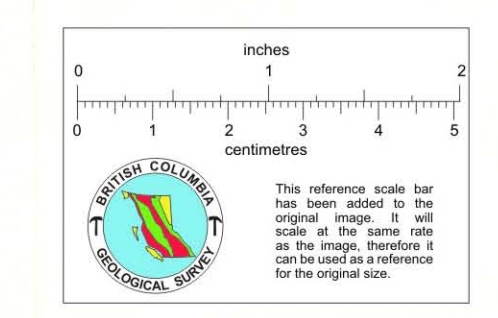 inches
0 1 2
0 1 2 3 4 5
centimetres
BRITISH COLUMBIA
GEOLOGICAL SURVEY
This reference scale bar
has been added to the
original image. It will
scale at the same rate
as the image, therefore it
can be used as a reference
for the original size.